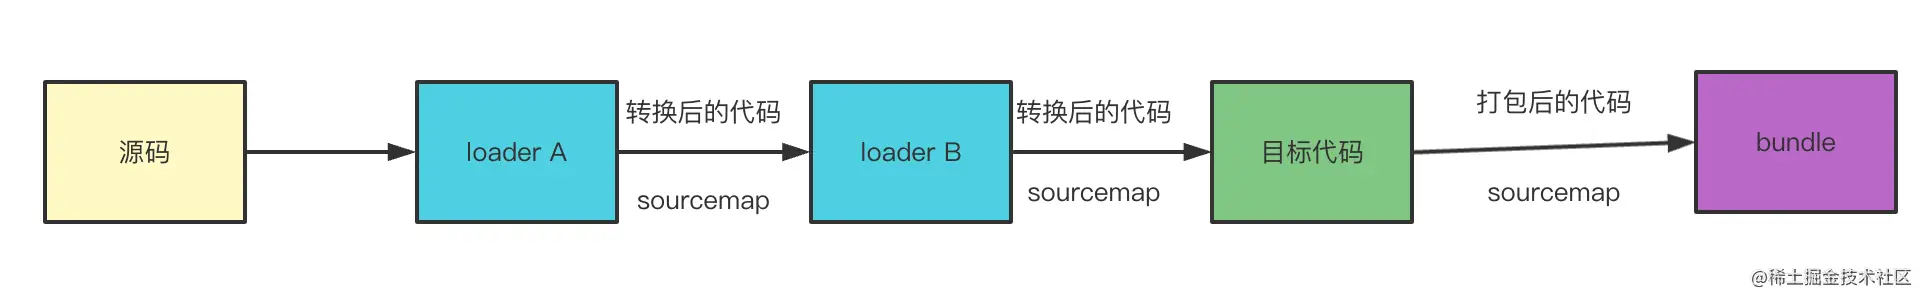 源码
loader A
转换后的代码
sourcemap
loader B
转换后的代码
sourcemap
目标代码
打包后的代码
sourcemap
bundle
@稀土掘金技术社区